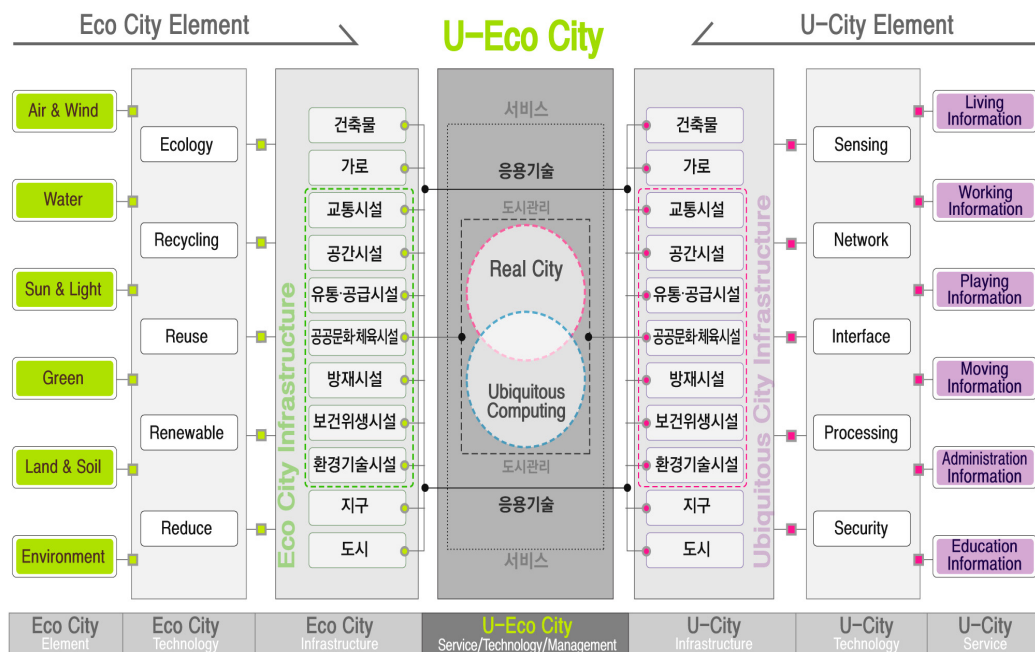 Eco City Element
U-Eco City
U-City Element
Air & Wind
Water
Sun & Light
Green
Land & Soil
Environment
Ecology
Recycling
Reuse
Renewable
Reduce
Eco City Infrastructure
건축물
가로
교통시설
공간시설
유통·공급시설
공공문화·체육시설
방재시설
보건위생시설
환경기술시설
지구
도시
서비스
응용기술
도시관리
Real City
Ubiquitous
Computing
도시관리
응용기술
서비스
건축물
가로
교통시설
공간시설
유통·공급시설
공공문화·체육시설
방재시설
보건위생시설
환경기술시설
지구
도시
Ubiquitous City Infrastructure
Sensing
Network
Interface
Processing
Security
Living
Information
Working
Information
Playing
Information
Moving
Information
Administration
Information
Education
Information
Eco City
Element
Eco City
Technology
Eco City
Infrastructure
U-Eco City
Service/Technology/Management
U-City
Infrastructure
U-City
Technology
U-City
Service